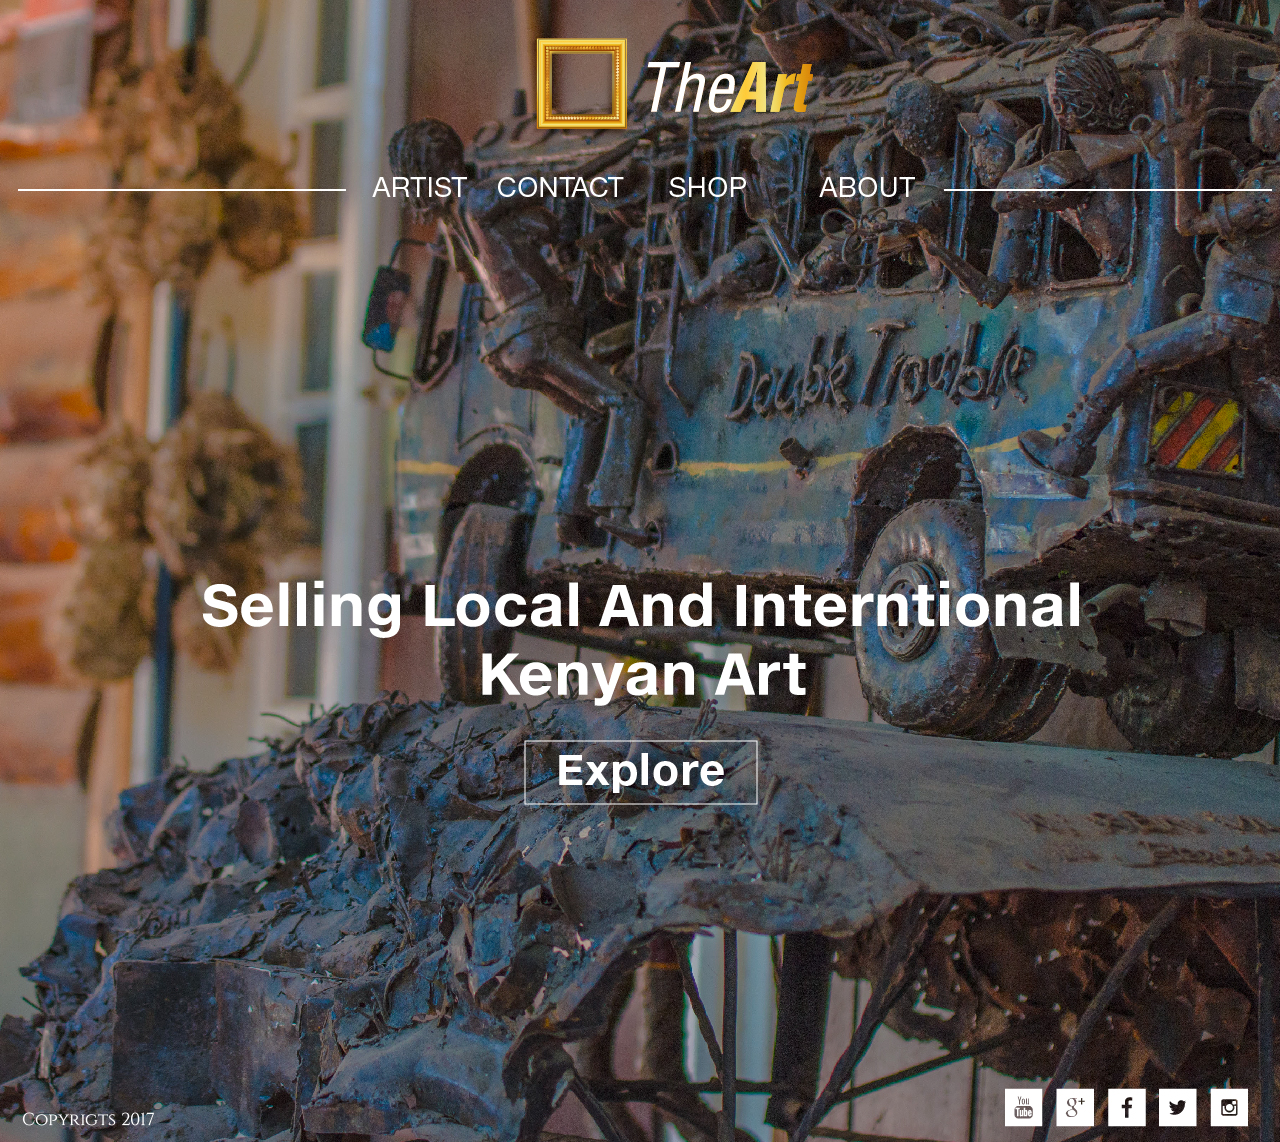 TheArt
ARTIST CONTACT SHOP ABOUT
Double Trouble
Selling Local And Interntional
Kenyan Art
Explore
You
Tube
g+
f
Copyrigts 2017